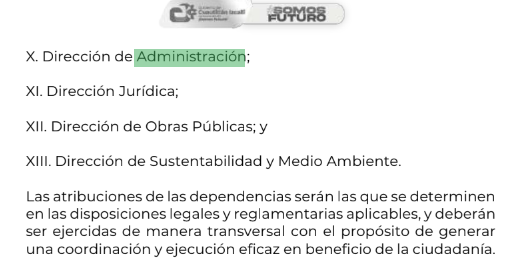 Cuautitlán Izcalli
#SOMOS
FUTURO
X. Dirección de Administración;
XI. Dirección Jurídica;
XII. Dirección de Obras Públicas; y
XIII. Dirección de Sustentabilidad y Medio Ambiente.
Las atribuciones de las dependencias serán las que se determinen
en las disposiciones legales y reglamentarias aplicables, y deberán
ser ejercidas de manera transversal con el propósito de generar
una coordinación y ejecución eficaz en beneficio de la ciudadanía.